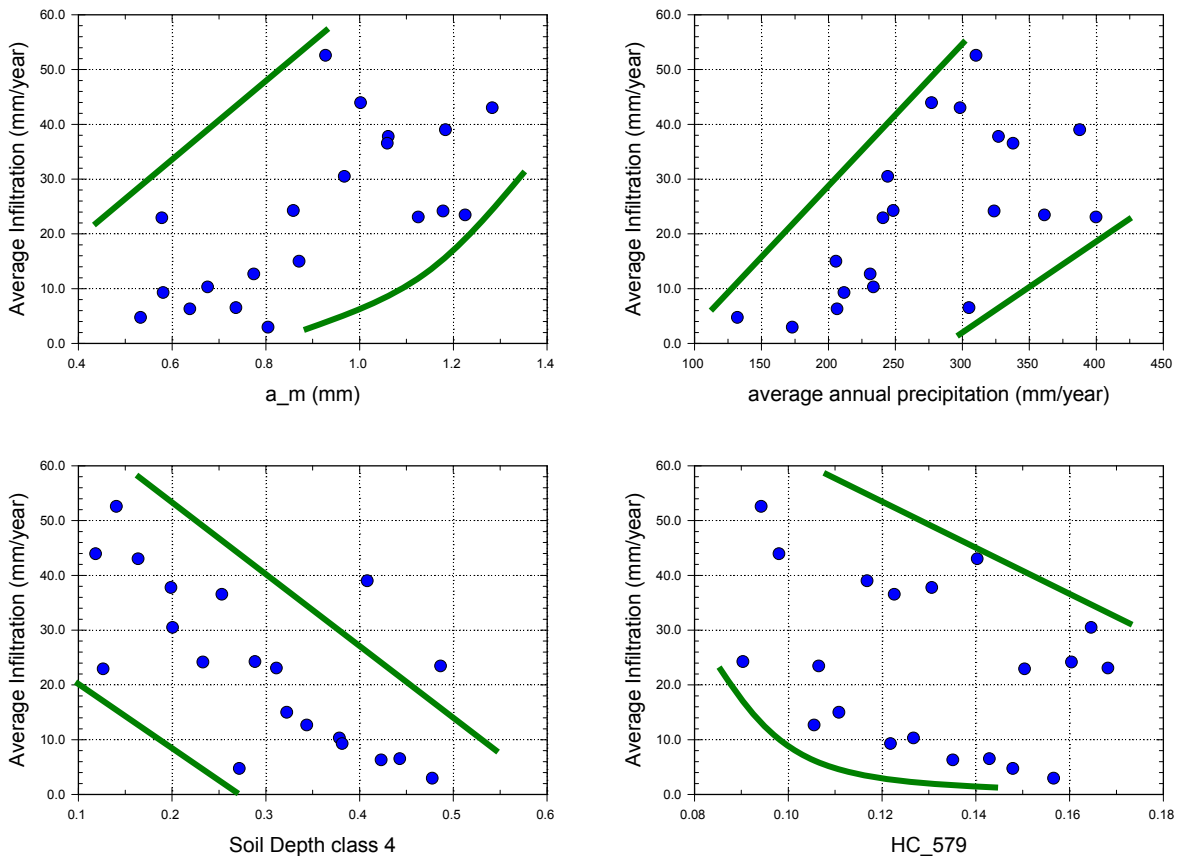 60.0
50.0
40.0
30.0
20.0
10.0
0.0
Average Infiltration (mm/year)
0.4 0.6 0.8 1.0 1.2 1.4
a_m (mm)
60.0
50.0
40.0
30.0
20.0
10.0
0.0
Average Infiltration (mm/year)
100 150 200 250 300 350 400 450
average annual precipitation (mm/year)
60.0
50.0
40.0
30.0
20.0
10.0
0.0
Average Infiltration (mm/year)
0.1 0.2 0.3 0.4 0.5 0.6
Soil Depth class 4
60.0
50.0
40.0
30.0
20.0
10.0
0.0
Average Infiltration (mm/year)
0.08 0.10 0.12 0.14 0.16 0.18
HC_579